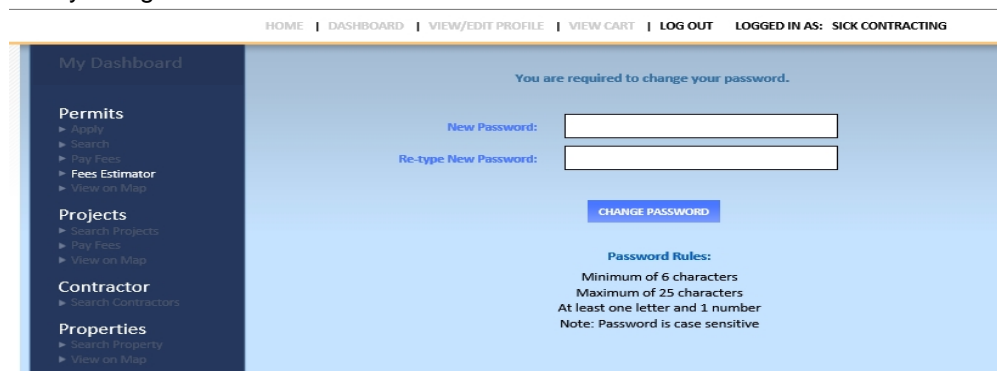 HOME | DASHBOARD | VIEW/EDIT PROFILE | VIEW CART | LOG OUT LOGGED IN AS: SICK CONTRACTING
My Dashboard
Permits
► Apply
► Search
► Pay Fees
► Fees Estimator
► View on Map
Projects
► Search Projects
► Pay Fees
► View on Map
Contractor
► Search Contractors
Properties
► Search Property
► View on Map
You are required to change your password.
New Password:
Re-type New Password:
CHANGE PASSWORD
Password Rules:
Minimum of 6 characters
Maximum of 25 characters
At least one letter and 1 number
Note: Password is case sensitive